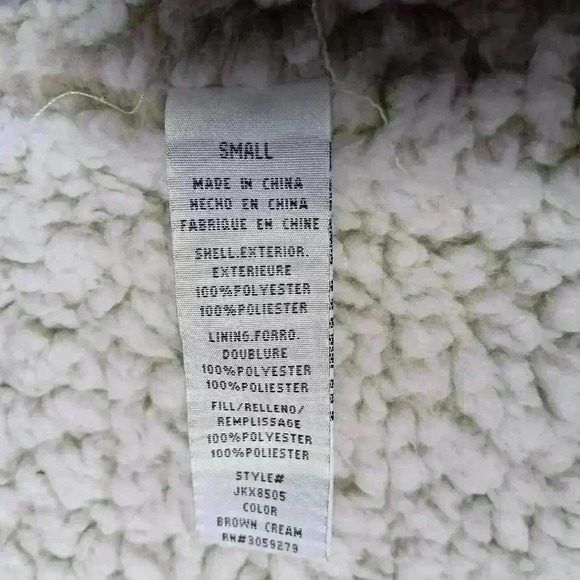 SMALL
MADE IN CHINA
HECHO EN CHINA
FABRIQUE EN CHINE
SHELL.EXTERIOR.
EXTERIEURE
100%POLYESTER
100%POLIESTER
LINING.FORRO.
DOUBLURE
100%POLYESTER
100%POLIESTER
FILL/RELLENO/
REMPLISSAGE
100%POLYESTER
100%POLIESTER
STYLE#
JKX8505
COLOR
BROWN CREAM
RN#3059279